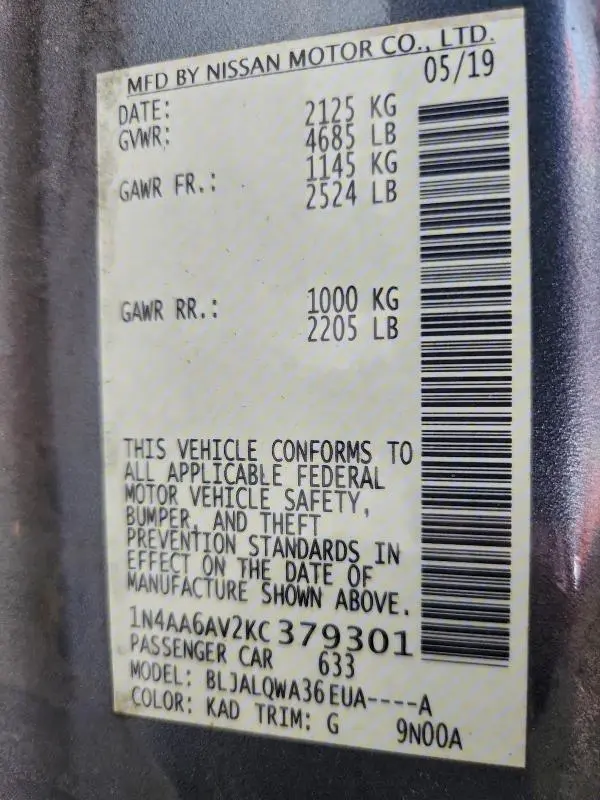 MFD BY NISSAN MOTOR CO., LTD.
DATE: 05/19
GVWR: 2125 KG
4685 LB
GAWR FR.: 1145 KG
2524 LB
GAWR RR.: 1000 KG
2205 LB
THIS VEHICLE CONFORMS TO
ALL APPLICABLE FEDERAL
MOTOR VEHICLE SAFETY,
BUMPER, AND THEFT
PREVENTION STANDARDS IN
EFFECT ON THE DATE OF
MANUFACTURE SHOWN ABOVE.
1N4AA6AV2KC379301
PASSENGER CAR 633
MODEL: BLJALQWA36EUA----A
COLOR: KAD TRIM: G 9N00A